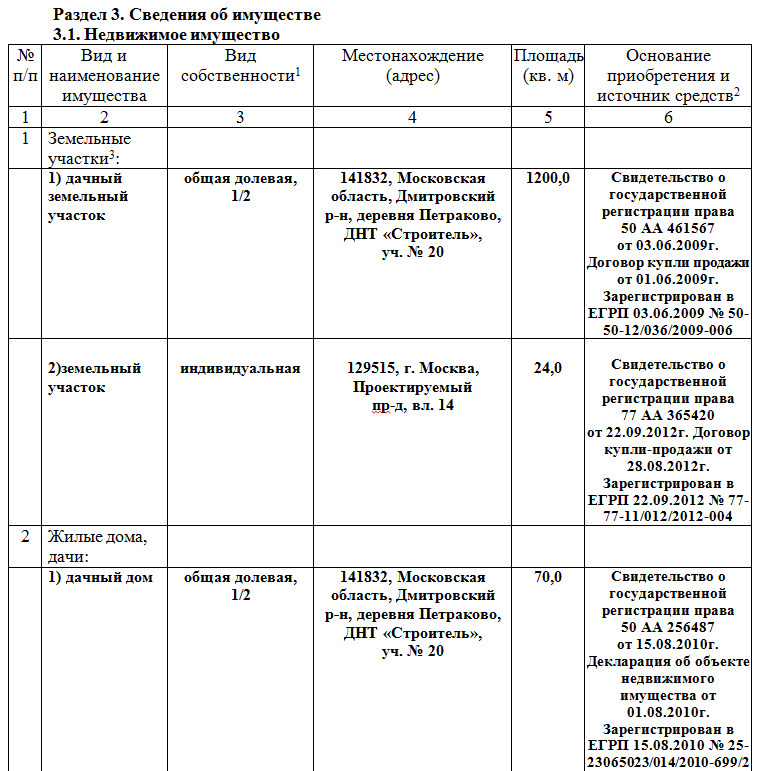 Раздел 3. Сведения об имуществе
3.1. Недвижимое имущество
№ п/п
Вид и
наименование
имущества
Вид
собственности1
Местонахождение
(адрес)
Площадь
(кв. м)
Основание
приобретения и
источник средств2
1
2
3
4
5
6
1
Земельные
участки3:
1) дачный
земельный
участок
общая долевая,
1/2
141832, Московская
область, Дмитровский
р-н, деревня Петраково,
ДНТ «Строитель»,
уч. № 20
1200,0
Свидетельство о
государственной
регистрации права
50 АА 461567
от 03.06.2009г.
Договор купли продажи
от 01.06.2009г.
Зарегистрирован в
ЕГРП 03.06.2009 № 50-
50-12/036/2009-006
2)земельный
участок
индивидуальная
129515, г. Москва,
Проектируемый
пр-д, вл. 14
24,0
Свидетельство о
государственной
регистрации права
77 АА 365420
от 22.09.2012г. Договор
купли-продажи от
28.08.2012г.
Зарегистрирован в
ЕГРП 22.09.2012 № 77-
77-11/012/2012-004
2
Жилые дома,
дачи:
1) дачный дом
общая долевая,
1/2
141832, Московская
область, Дмитровский
р-н, деревня Петраково,
ДНТ «Строитель»,
уч. № 20
70,0
Свидетельство о
государственной
регистрации права
50 АА 256487
от 15.08.2010г.
Декларация об объекте
недвижимого
имущества от
01.08.2010г.
Зарегистрирован в
ЕГРП 15.08.2010 № 25-
23065023/014/2010-699/2